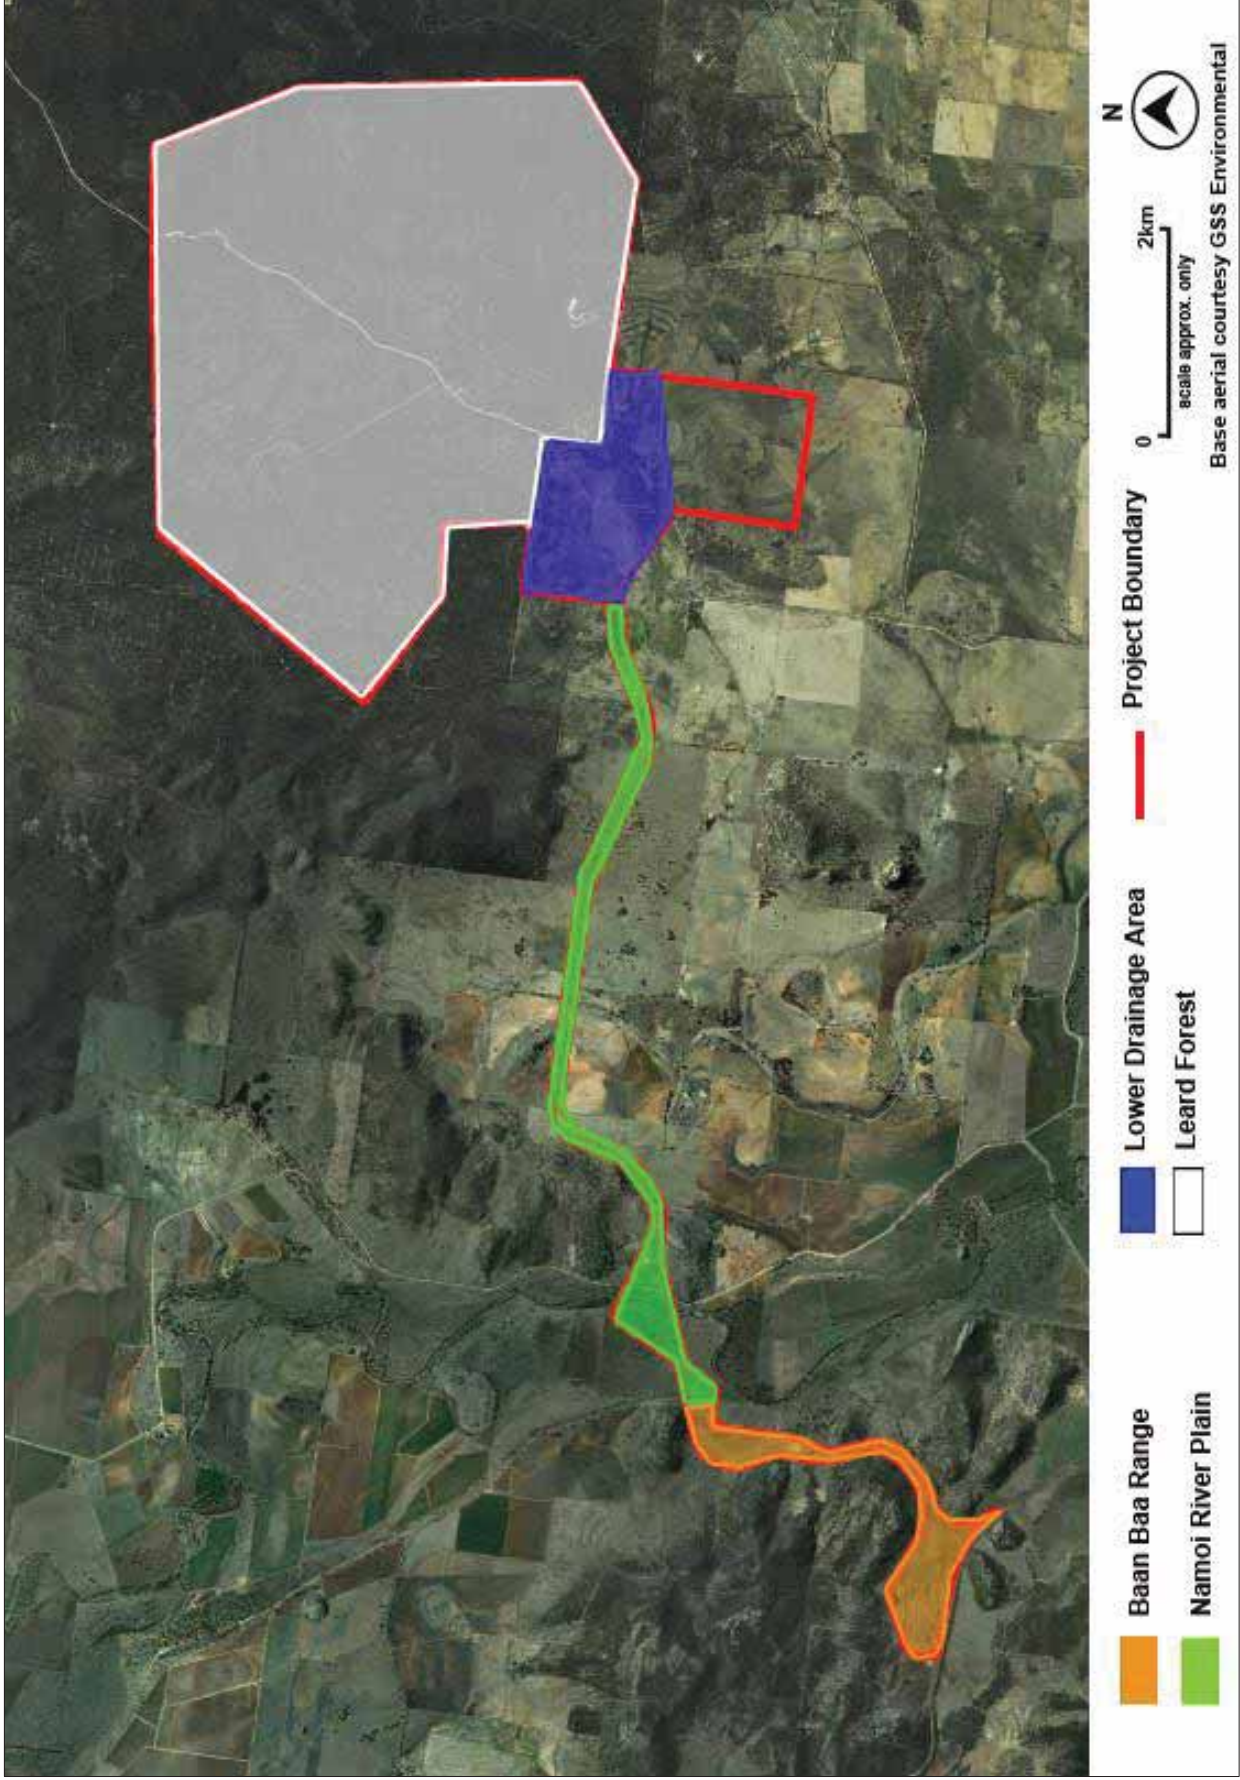 Baan Baa Range
Namoi River Plain
Lower Drainage Area
Leard Forest
Project Boundary
0 2km
scale approx. only
N
Base aerial courtesy GSS Environmental